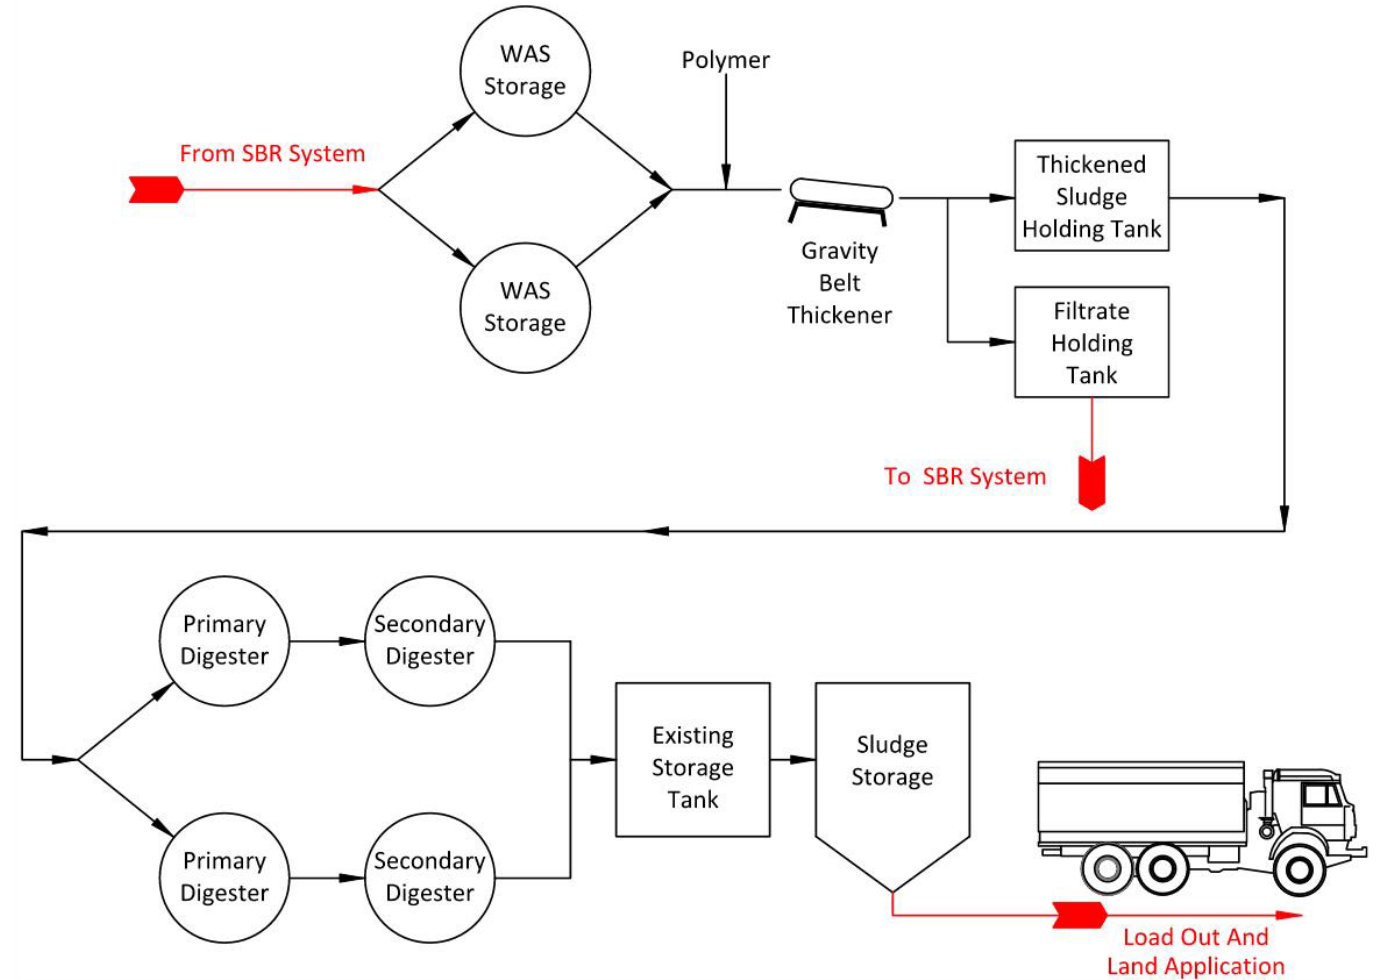 WAS
Storage
Polymer
From SBR System
Thickened
Sludge
Holding Tank
Gravity
Belt
Thickener
WAS
Storage
Filtrate
Holding
Tank
To SBR System
Primary
Digester
Secondary
Digester
Existing
Storage
Tank
Sludge
Storage
Primary
Digester
Secondary
Digester
Load Out And
Land Application